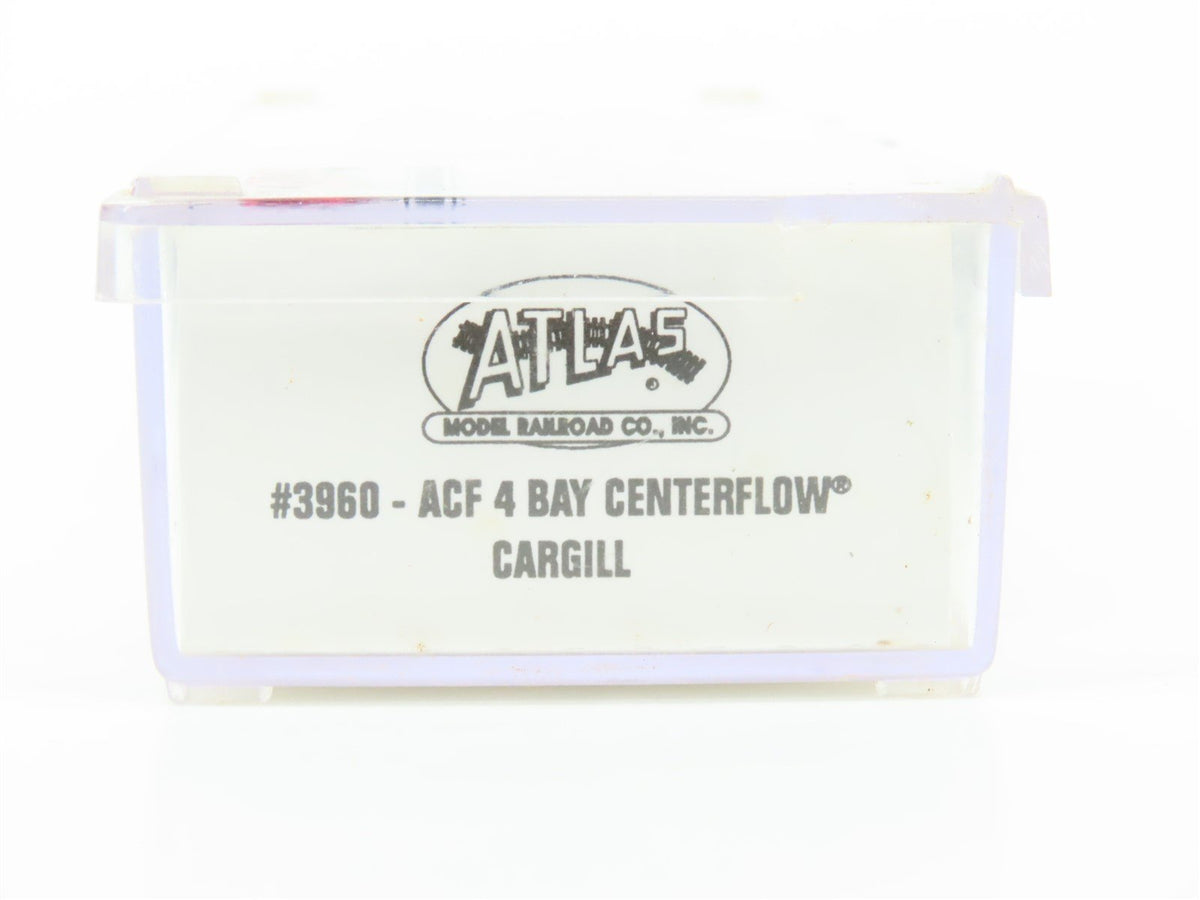 ATLAS®
MODEL RAILROAD CO., INC.
#3960 - ACF 4 BAY CENTERFLOW®
CARGILL